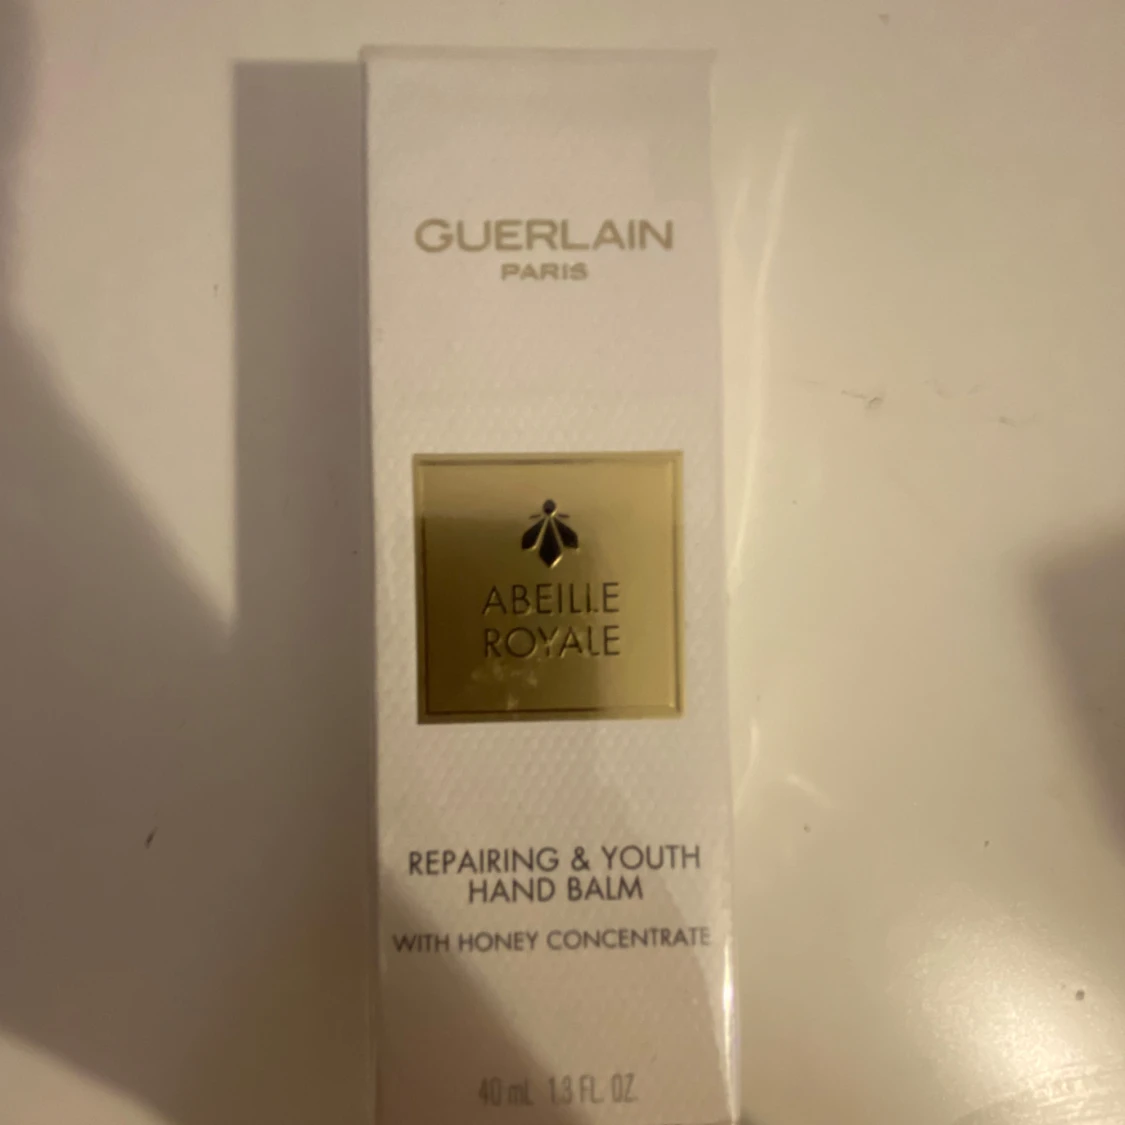 GUERLAIN
PARIS
ABEILLE
ROYALE
REPAIRING & YOUTH
HAND BALM
WITH HONEY CONCENTRATE
40 mL 1.3 FL. OZ.